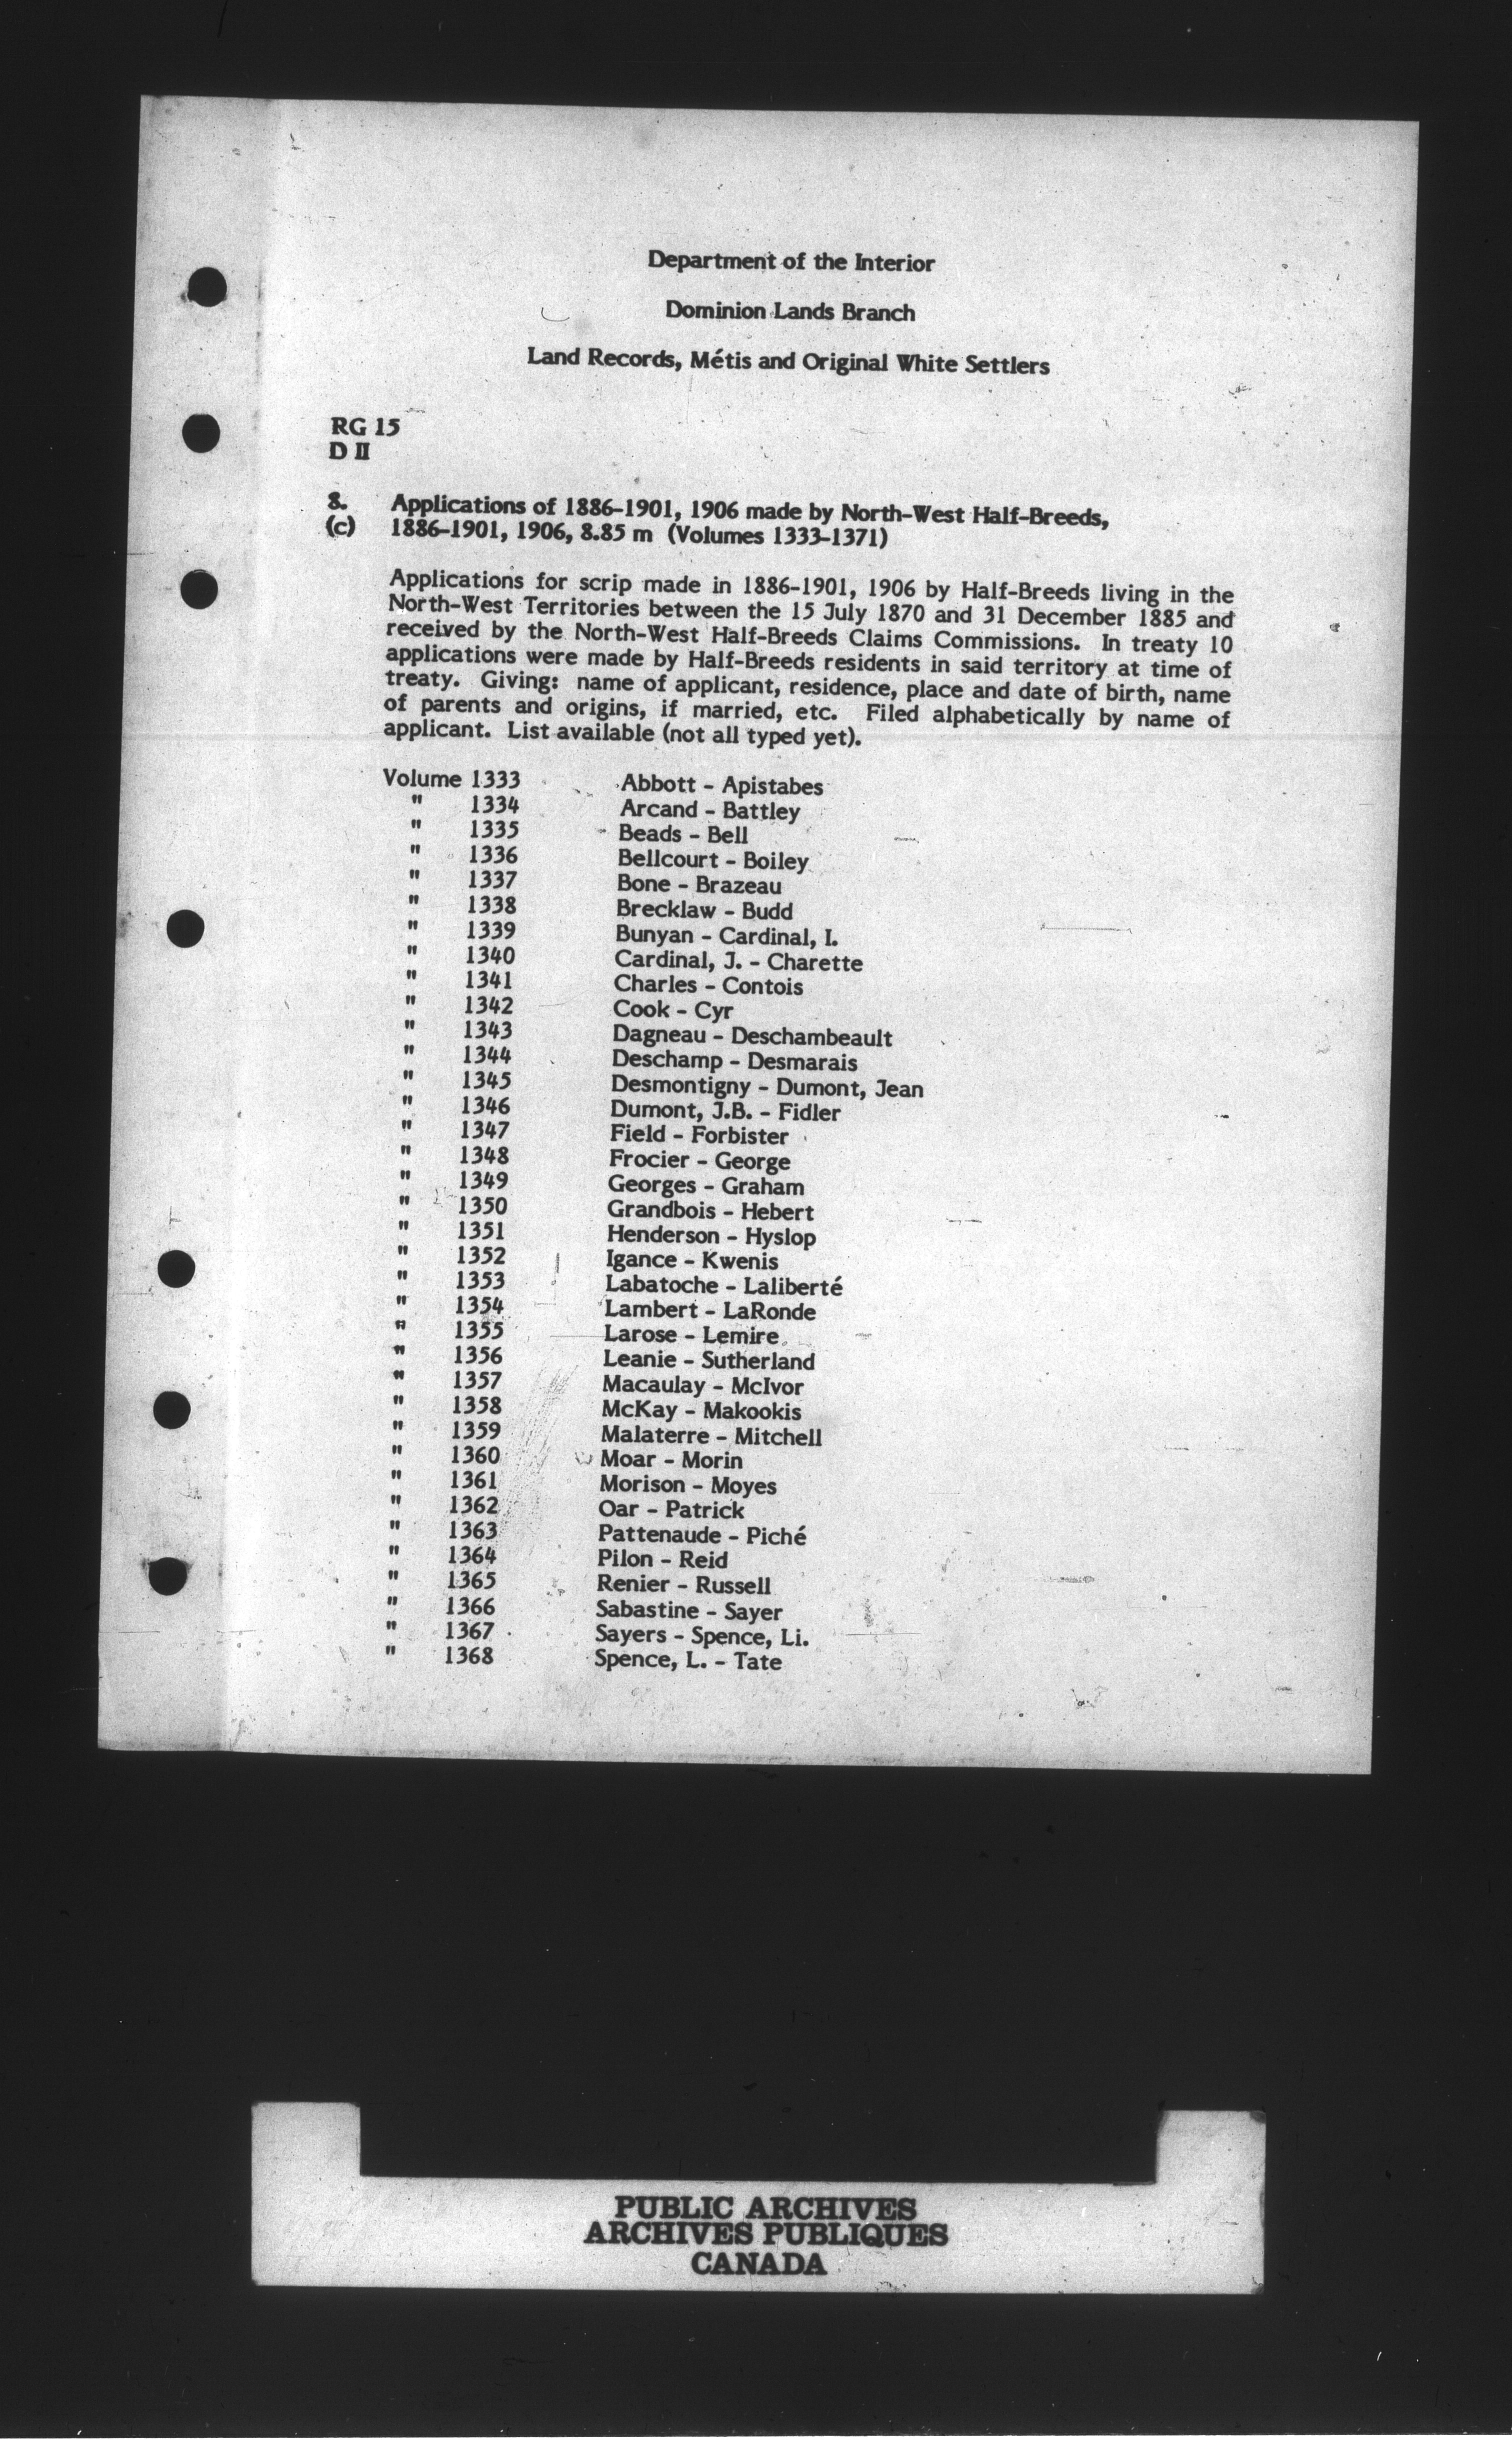 Department of the Interior
Dominion Lands Branch
Land Records, Métis and Original White Settlers
RG 15
D II
8. Applications of 1886-1901, 1906 made by North-West Half-Breeds,
(c) 1886-1901, 1906, 8.85 m (Volumes 1333-1371)
Applications for scrip made in 1886-1901, 1906 by Half-Breeds living in the
North-West Territories between the 15 July 1870 and 31 December 1885 and
received by the North-West Half-Breeds Claims Commissions. In treaty 10
applications were made by Half-Breeds residents in said territory at time of
treaty. Giving: name of applicant, residence, place and date of birth, name
of parents and origins, if married, etc. Filed alphabetically by name of
applicant. List available (not all typed yet).
Volume 1333 Abbott - Apistabes
" 1334 Arcand - Battley
" 1335 Beads - Bell
" 1336 Bellcourt - Boiley
" 1337 Bone - Brazeau
" 1338 Brecklaw - Budd
" 1339 Bunyan - Cardinal, I.
" 1340 Cardinal, J. - Charette
" 1341 Charles - Contois
" 1342 Cook - Cyr
" 1343 Dagneau - Deschambeault
" 1344 Deschamp - Desmarais
" 1345 Desmontigny - Dumont, Jean
" 1346 Dumont, J.B. - Fidler
" 1347 Field - Forbister
" 1348 Frocier - George
" 1349 Georges - Graham
" 1350 Grandbois - Hebert
" 1351 Henderson - Hyslop
" 1352 Igance - Kwenis
" 1353 Labatoche - Laliberté
" 1354 Lambert - LaRonde
" 1355 Larose - Lemire
" 1356 Leanie - Sutherland
" 1357 Macaulay - McIvor
" 1358 McKay - Makookis
" 1359 Malaterre - Mitchell
" 1360 Moar - Morin
" 1361 Morison - Moyes
" 1362 Oar - Patrick
" 1363 Pattenaude - Piché
" 1364 Pilon - Reid
" 1365 Renier - Russell
" 1366 Sabastine - Sayer
" 1367 Sayers - Spence, Li.
" 1368 Spence, L. - Tate
PUBLIC ARCHIVES
ARCHIVES PUBLIQUES
CANADA